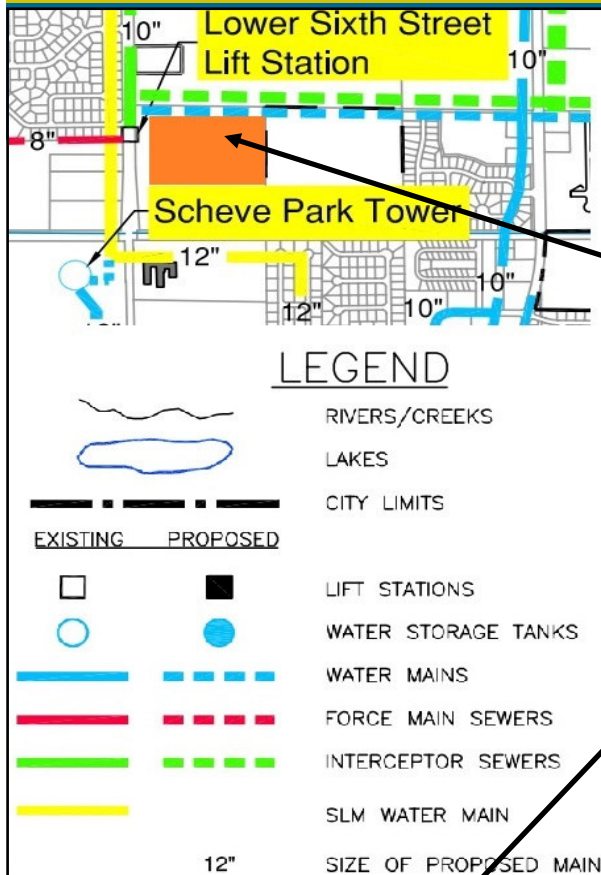 10"
Lower Sixth Street
Lift Station
10"
8"
Scheve Park Tower
12"
10"
12"
10"
LEGEND
RIVERS/CREEKS
LAKES
CITY LIMITS
EXISTING PROPOSED
LIFT STATIONS
WATER STORAGE TANKS
WATER MAINS
FORCE MAIN SEWERS
INTERCEPTOR SEWERS
SLM WATER MAIN
12" SIZE OF PROPOSED MAIN